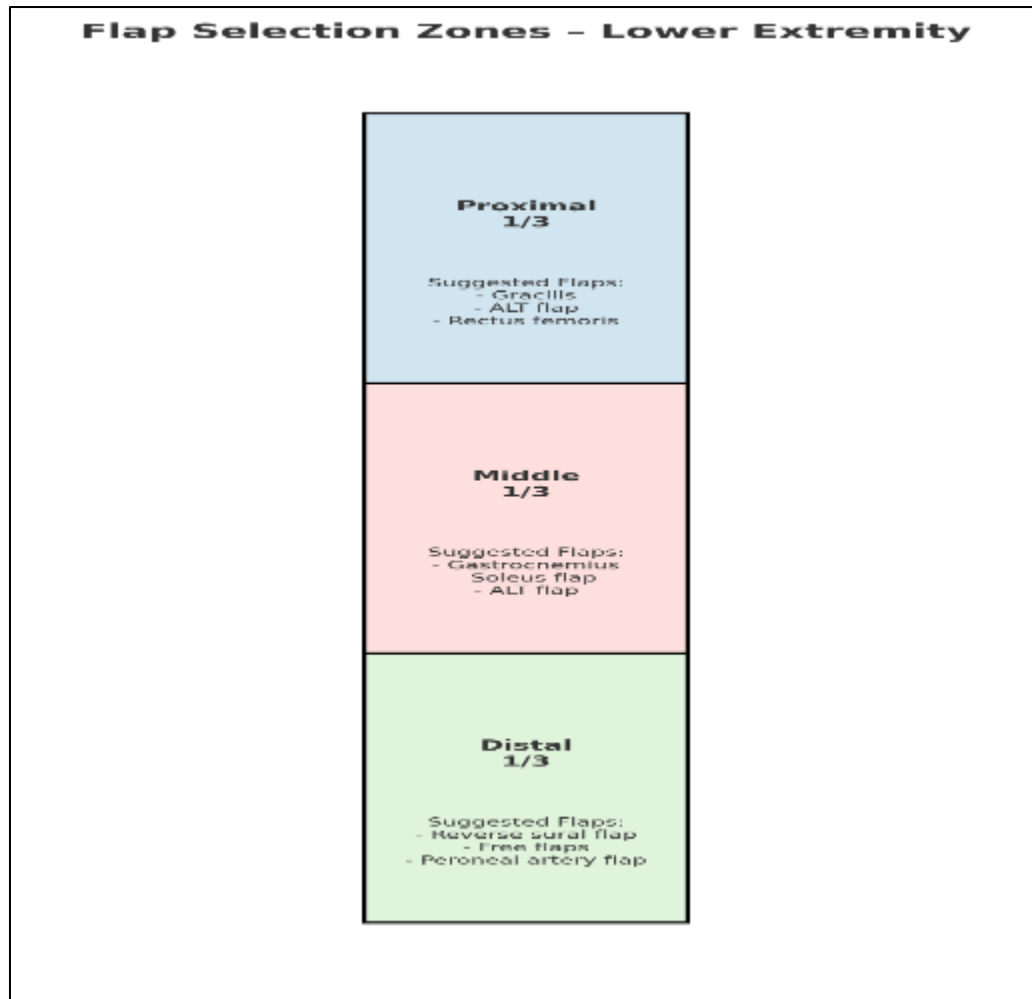 Flap Selection Zones – Lower Extremity
Proximal
1/3
Suggested Flaps:
- Gracilis
- ALT flap
- Rectus femoris
Middle
1/3
Suggested Flaps:
- Gastrocnemius
Soleus flap
- ALT flap
Distal
1/3
Suggested Flaps:
- Reverse sural flap
- Free flaps
- Peroneal artery flap